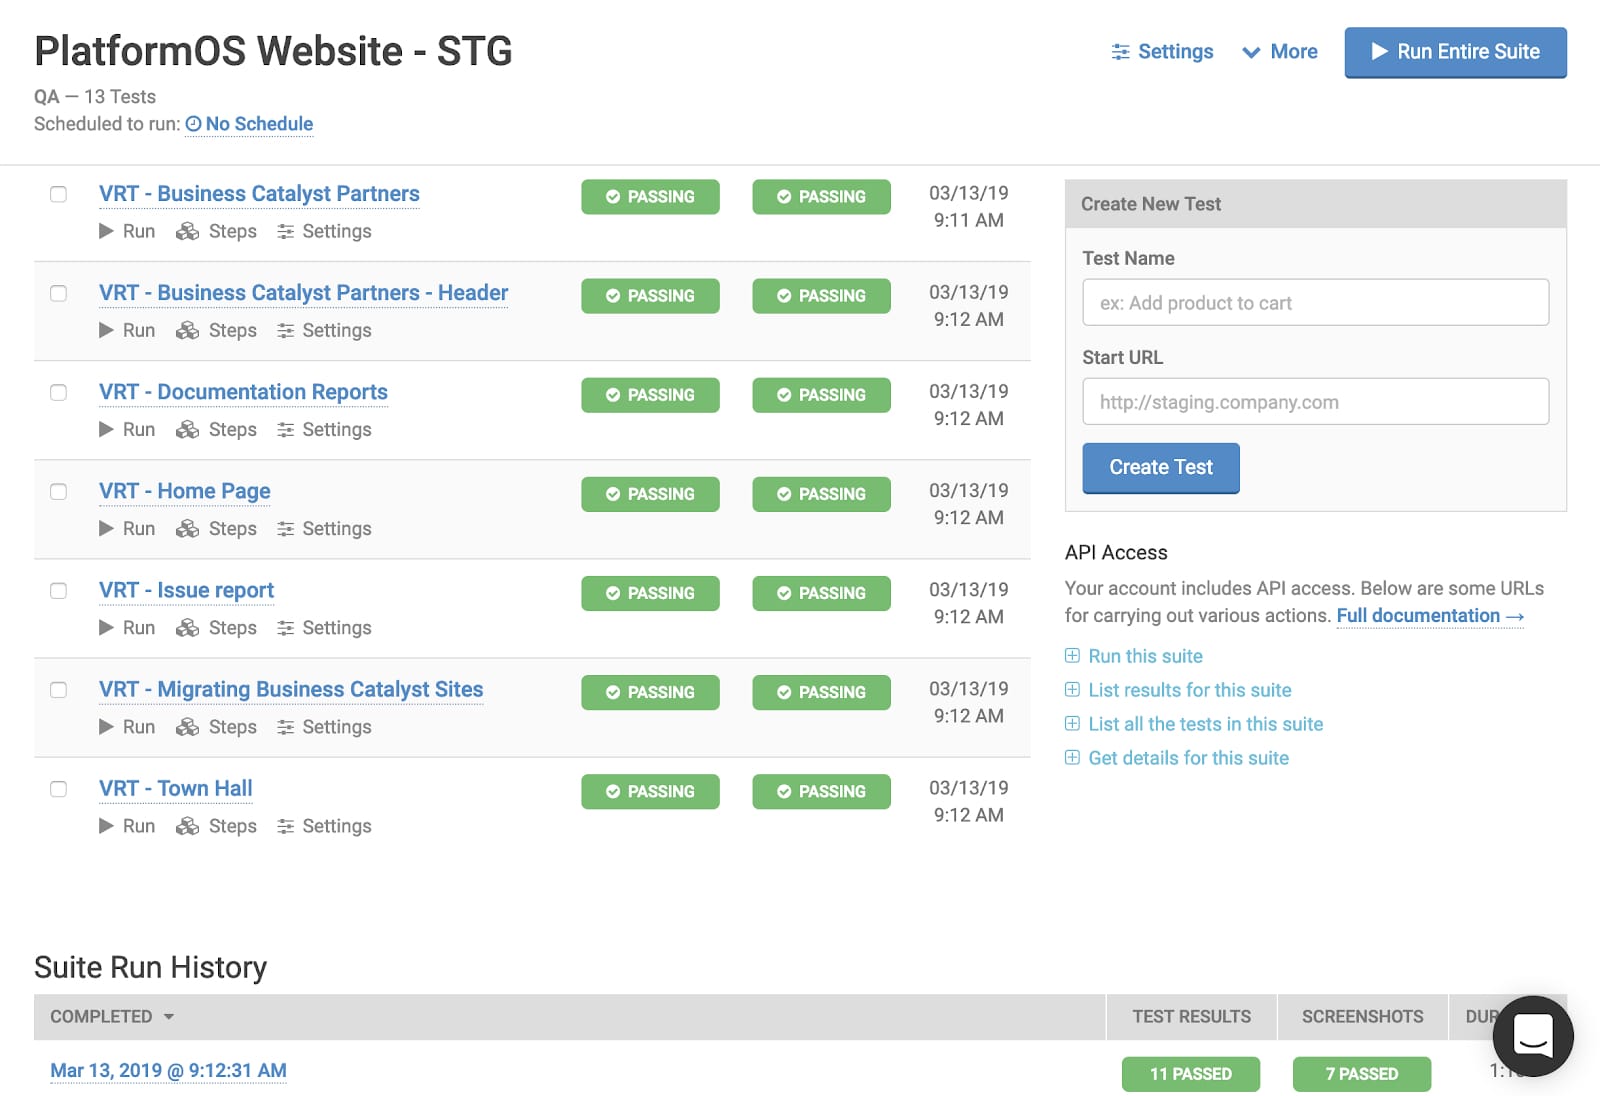 PlatformOS Website - STG
Settings
More
Run Entire Suite
QA — 13 Tests
Scheduled to run: No Schedule
VRT - Business Catalyst Partners
PASSING
PASSING
03/13/19
9:11 AM
Run Steps Settings
VRT - Business Catalyst Partners - Header
PASSING
PASSING
03/13/19
9:12 AM
Run Steps Settings
VRT - Documentation Reports
PASSING
PASSING
03/13/19
9:12 AM
Run Steps Settings
VRT - Home Page
PASSING
PASSING
03/13/19
9:12 AM
Run Steps Settings
VRT - Issue report
PASSING
PASSING
03/13/19
9:12 AM
Run Steps Settings
VRT - Migrating Business Catalyst Sites
PASSING
PASSING
03/13/19
9:12 AM
Run Steps Settings
VRT - Town Hall
PASSING
PASSING
03/13/19
9:12 AM
Run Steps Settings
Create New Test
Test Name
ex: Add product to cart
Start URL
http://staging.company.com
Create Test
API Access
Your account includes API access. Below are some URLs
for carrying out various actions. Full documentation →
Run this suite
List results for this suite
List all the tests in this suite
Get details for this suite
Suite Run History
COMPLETED TEST RESULTS SCREENSHOTS
Mar 13, 2019 @ 9:12:31 AM 11 PASSED 7 PASSED